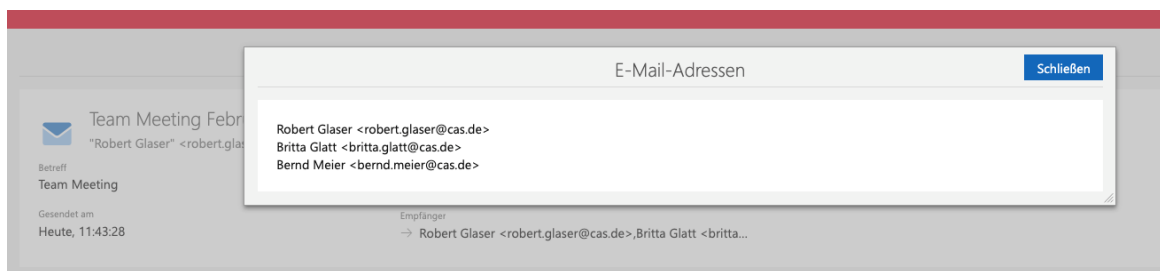 E-Mail-Adressen
Schließen
Robert Glaser <robert.glaser@cas.de>
Britta Glatt <britta.glatt@cas.de>
Bernd Meier <bernd.meier@cas.de>
Team Meeting Febr
"Robert Glaser" <robert.glas
Betreff
Team Meeting
Gesendet am
Heute, 11:43:28
Empfänger
→ Robert Glaser <robert.glaser@cas.de>,Britta Glatt <britta...